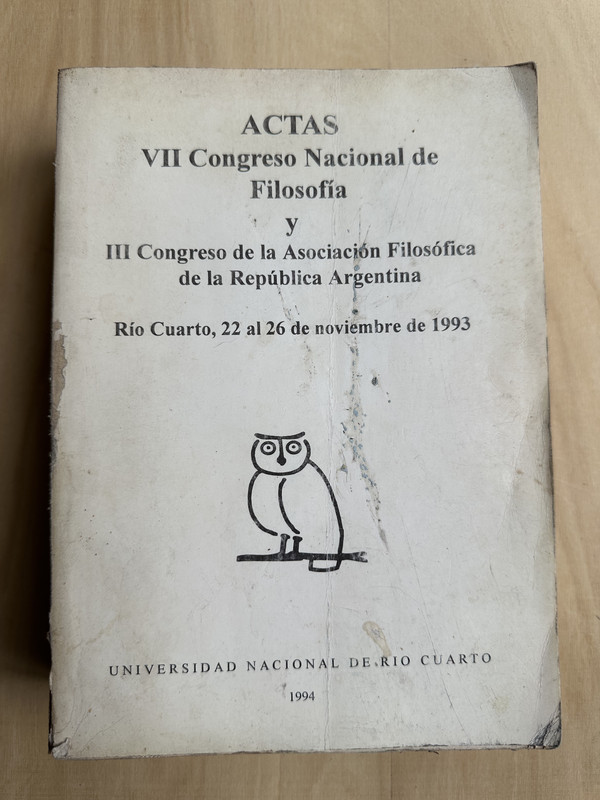 ACTAS
VII Congreso Nacional de
Filosofía
y
III Congreso de la Asociación Filosófica
de la República Argentina
Río Cuarto, 22 al 26 de noviembre de 1993
UNIVERSIDAD NACIONAL DE RIO CUARTO
1994